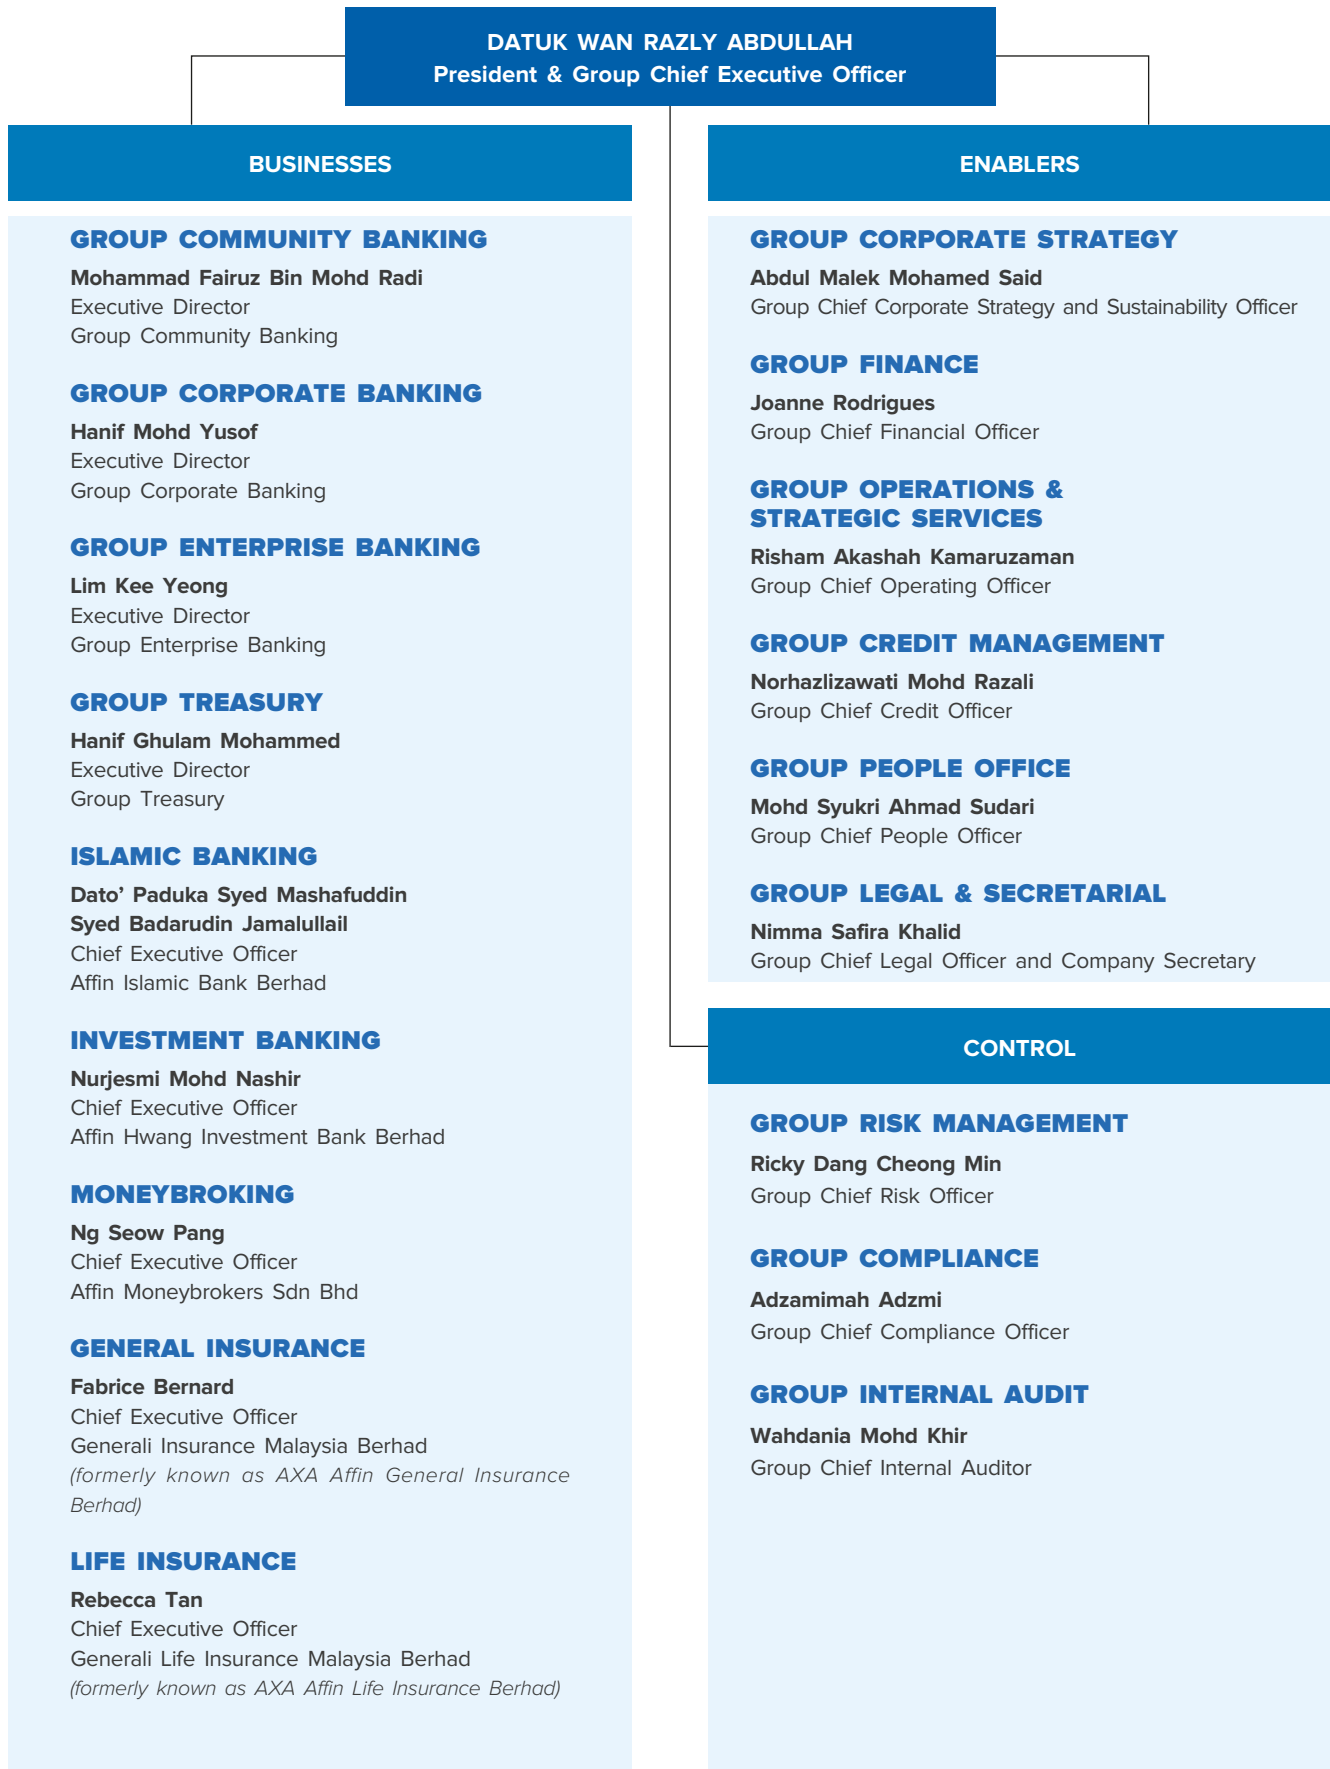 DATUK WAN RAZLY ABDULLAH
President & Group Chief Executive Officer
BUSINESSES
GROUP COMMUNITY BANKING
Mohammad Fairuz Bin Mohd Radi
Executive Director
Group Community Banking
GROUP CORPORATE BANKING
Hanif Mohd Yusof
Executive Director
Group Corporate Banking
GROUP ENTERPRISE BANKING
Lim Kee Yeong
Executive Director
Group Enterprise Banking
GROUP TREASURY
Hanif Ghulam Mohammed
Executive Director
Group Treasury
ISLAMIC BANKING
Dato’ Paduka Syed Mashafuddin
Syed Badarudin Jamalullail
Chief Executive Officer
Affin Islamic Bank Berhad
INVESTMENT BANKING
Nurjesmi Mohd Nashir
Chief Executive Officer
Affin Hwang Investment Bank Berhad
MONEYBROKING
Ng Seow Pang
Chief Executive Officer
Affin Moneybrokers Sdn Bhd
GENERAL INSURANCE
Fabrice Bernard
Chief Executive Officer
Generali Insurance Malaysia Berhad
(formerly known as AXA Affin General Insurance
Berhad)
LIFE INSURANCE
Rebecca Tan
Chief Executive Officer
Generali Life Insurance Malaysia Berhad
(formerly known as AXA Affin Life Insurance Berhad)
ENABLERS
GROUP CORPORATE STRATEGY
Abdul Malek Mohamed Said
Group Chief Corporate Strategy and Sustainability Officer
GROUP FINANCE
Joanne Rodrigues
Group Chief Financial Officer
GROUP OPERATIONS &
STRATEGIC SERVICES
Risham Akashah Kamaruzaman
Group Chief Operating Officer
GROUP CREDIT MANAGEMENT
Norhazlizawati Mohd Razali
Group Chief Credit Officer
GROUP PEOPLE OFFICE
Mohd Syukri Ahmad Sudari
Group Chief People Officer
GROUP LEGAL & SECRETARIAL
Nimma Safira Khalid
Group Chief Legal Officer and Company Secretary
CONTROL
GROUP RISK MANAGEMENT
Ricky Dang Cheong Min
Group Chief Risk Officer
GROUP COMPLIANCE
Adzamimah Adzmi
Group Chief Compliance Officer
GROUP INTERNAL AUDIT
Wahdania Mohd Khir
Group Chief Internal Auditor